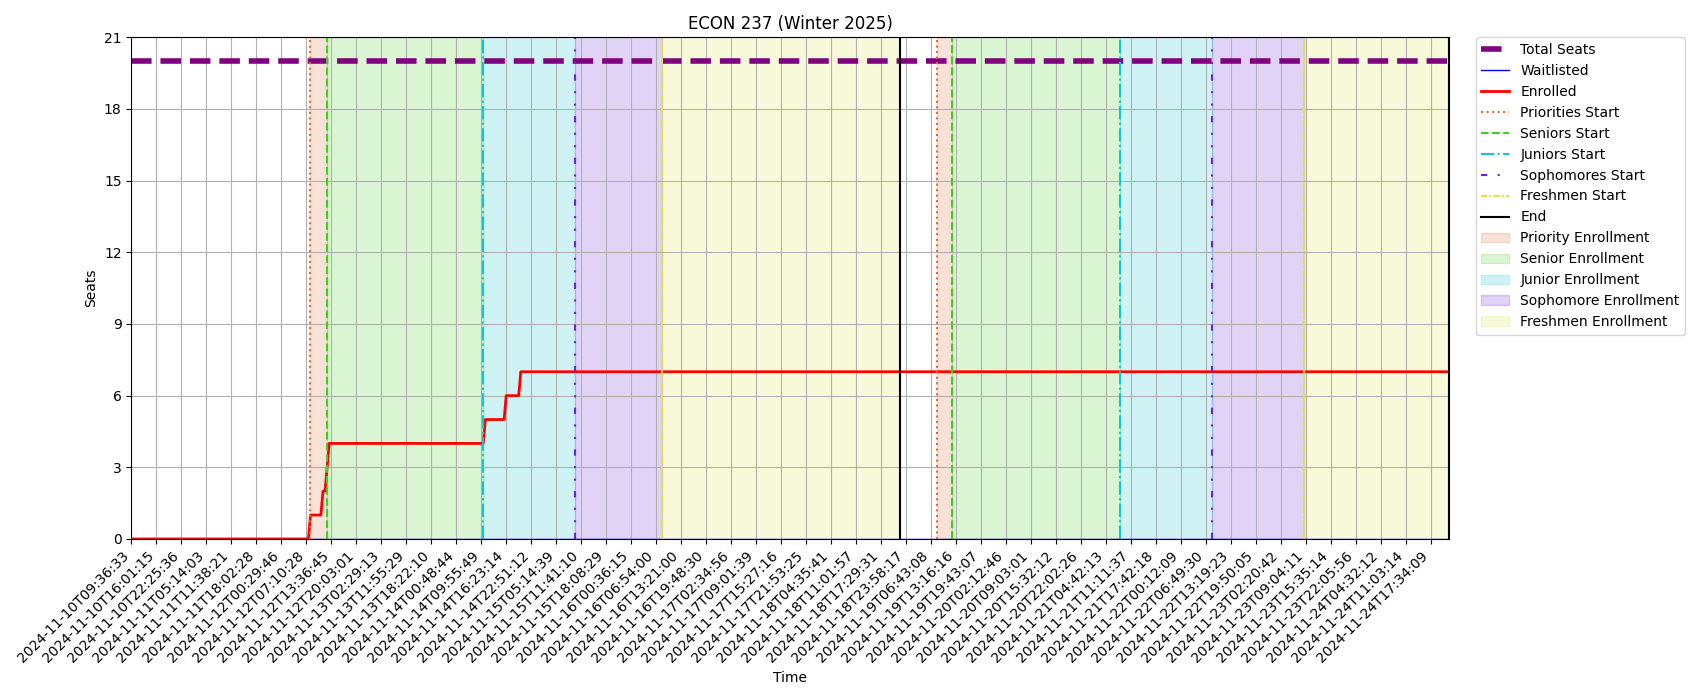 ECON 237 (Winter 2025)
21
18
15
12
9
6
3
0
Seats
2024-11-10T09:36:33
2024-11-10T16:01:15
2024-11-10T22:25:36
2024-11-11T05:14:03
2024-11-11T11:38:21
2024-11-11T18:02:28
2024-11-12T00:29:46
2024-11-12T07:10:28
2024-11-12T13:36:45
2024-11-12T20:03:01
2024-11-13T02:29:13
2024-11-13T11:55:29
2024-11-13T18:22:10
2024-11-14T00:48:44
2024-11-14T09:55:49
2024-11-14T16:23:14
2024-11-14T22:51:12
2024-11-15T05:14:39
2024-11-15T11:41:10
2024-11-15T18:08:29
2024-11-16T00:36:15
2024-11-16T06:54:00
2024-11-16T13:21:00
2024-11-16T19:48:30
2024-11-17T02:34:56
2024-11-17T09:01:39
2024-11-17T15:27:16
2024-11-17T21:53:25
2024-11-18T04:35:41
2024-11-18T11:01:57
2024-11-18T17:29:31
2024-11-18T23:58:17
2024-11-19T06:43:08
2024-11-19T13:16:16
2024-11-19T19:43:07
2024-11-20T02:12:46
2024-11-20T09:03:01
2024-11-20T15:32:12
2024-11-20T22:02:26
2024-11-21T04:42:13
2024-11-21T11:11:37
2024-11-21T17:42:18
2024-11-22T00:12:09
2024-11-22T06:49:30
2024-11-22T13:19:23
2024-11-22T19:50:05
2024-11-23T02:20:42
2024-11-23T09:04:11
2024-11-23T15:35:14
2024-11-23T22:05:56
2024-11-24T04:32:12
2024-11-24T11:03:14
2024-11-24T17:34:09
Time
Total Seats
Waitlisted
Enrolled
Priorities Start
Seniors Start
Juniors Start
Sophomores Start
Freshmen Start
End
Priority Enrollment
Senior Enrollment
Junior Enrollment
Sophomore Enrollment
Freshmen Enrollment